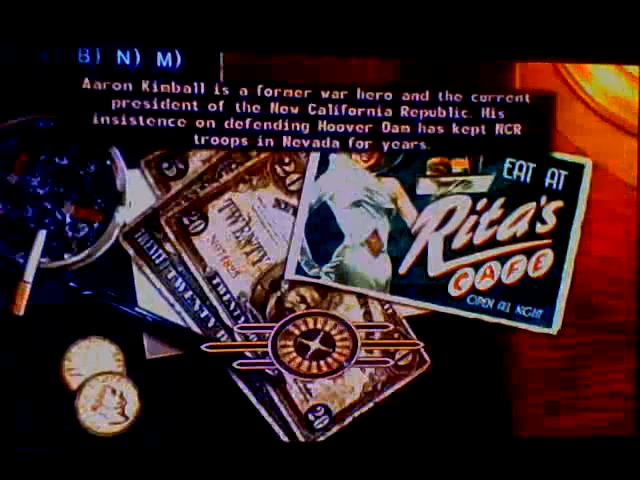 B) N) M)
Aaron Kimball is a former war hero and the current
president of the New California Republic. His
insistence on defending Hoover Dam has kept NCR
troops in Nevada for years.
EAT AT
Rita's
CAFE
OPEN ALL NIGHT
20
20
TWENTY
20